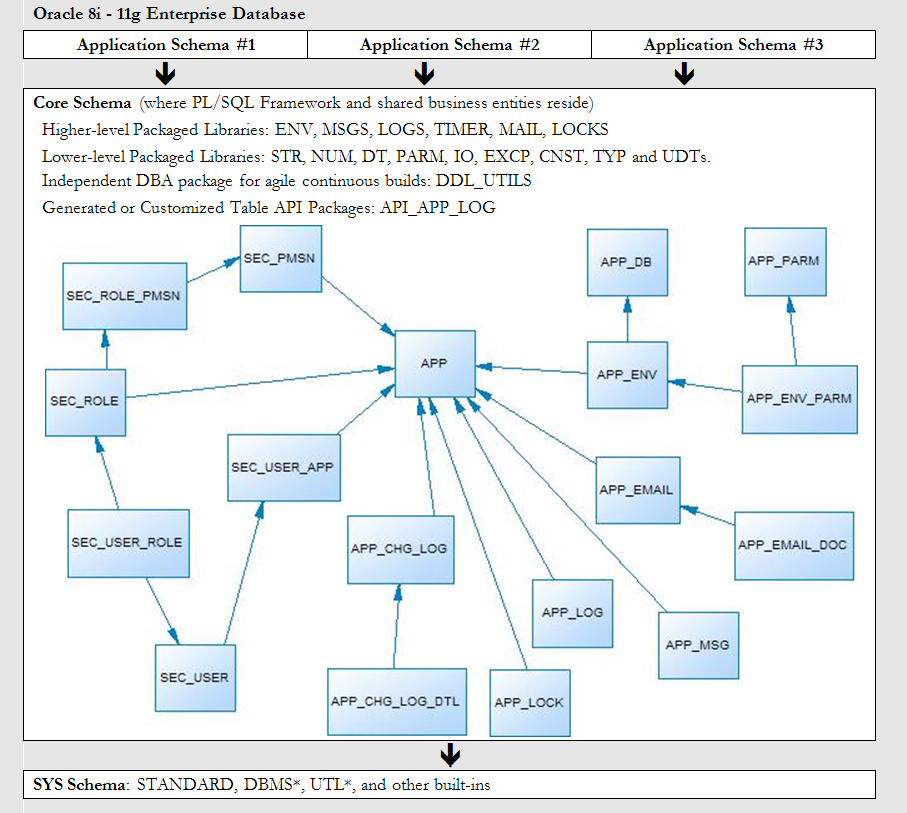 Oracle 8i - 11g Enterprise Database
Application Schema #1
Application Schema #2
Application Schema #3
Core Schema (where PL/SQL Framework and shared business entities reside)
Higher-level Packaged Libraries: ENV, MSGS, LOGS, TIMER, MAIL, LOCKS
Lower-level Packaged Libraries: STR, NUM, DT, PARM, IO, EXCP, CNST, TYP and UDTs.
Independent DBA package for agile continuous builds: DDL_UTILS
Generated or Customized Table API Packages: API_APP_LOG
SEC_PMSN
APP_DB
APP_PARM
SEC_ROLE_PMSN
APP
APP_ENV
SEC_ROLE
APP_ENV_PARM
SEC_USER_APP
APP_EMAIL
SEC_USER_ROLE
APP_CHG_LOG
APP_EMAIL_DOC
APP_LOG
APP_MSG
SEC_USER
APP_CHG_LOG_DTL
APP_LOCK
SYS Schema: STANDARD, DBMS*, UTL*, and other built-ins